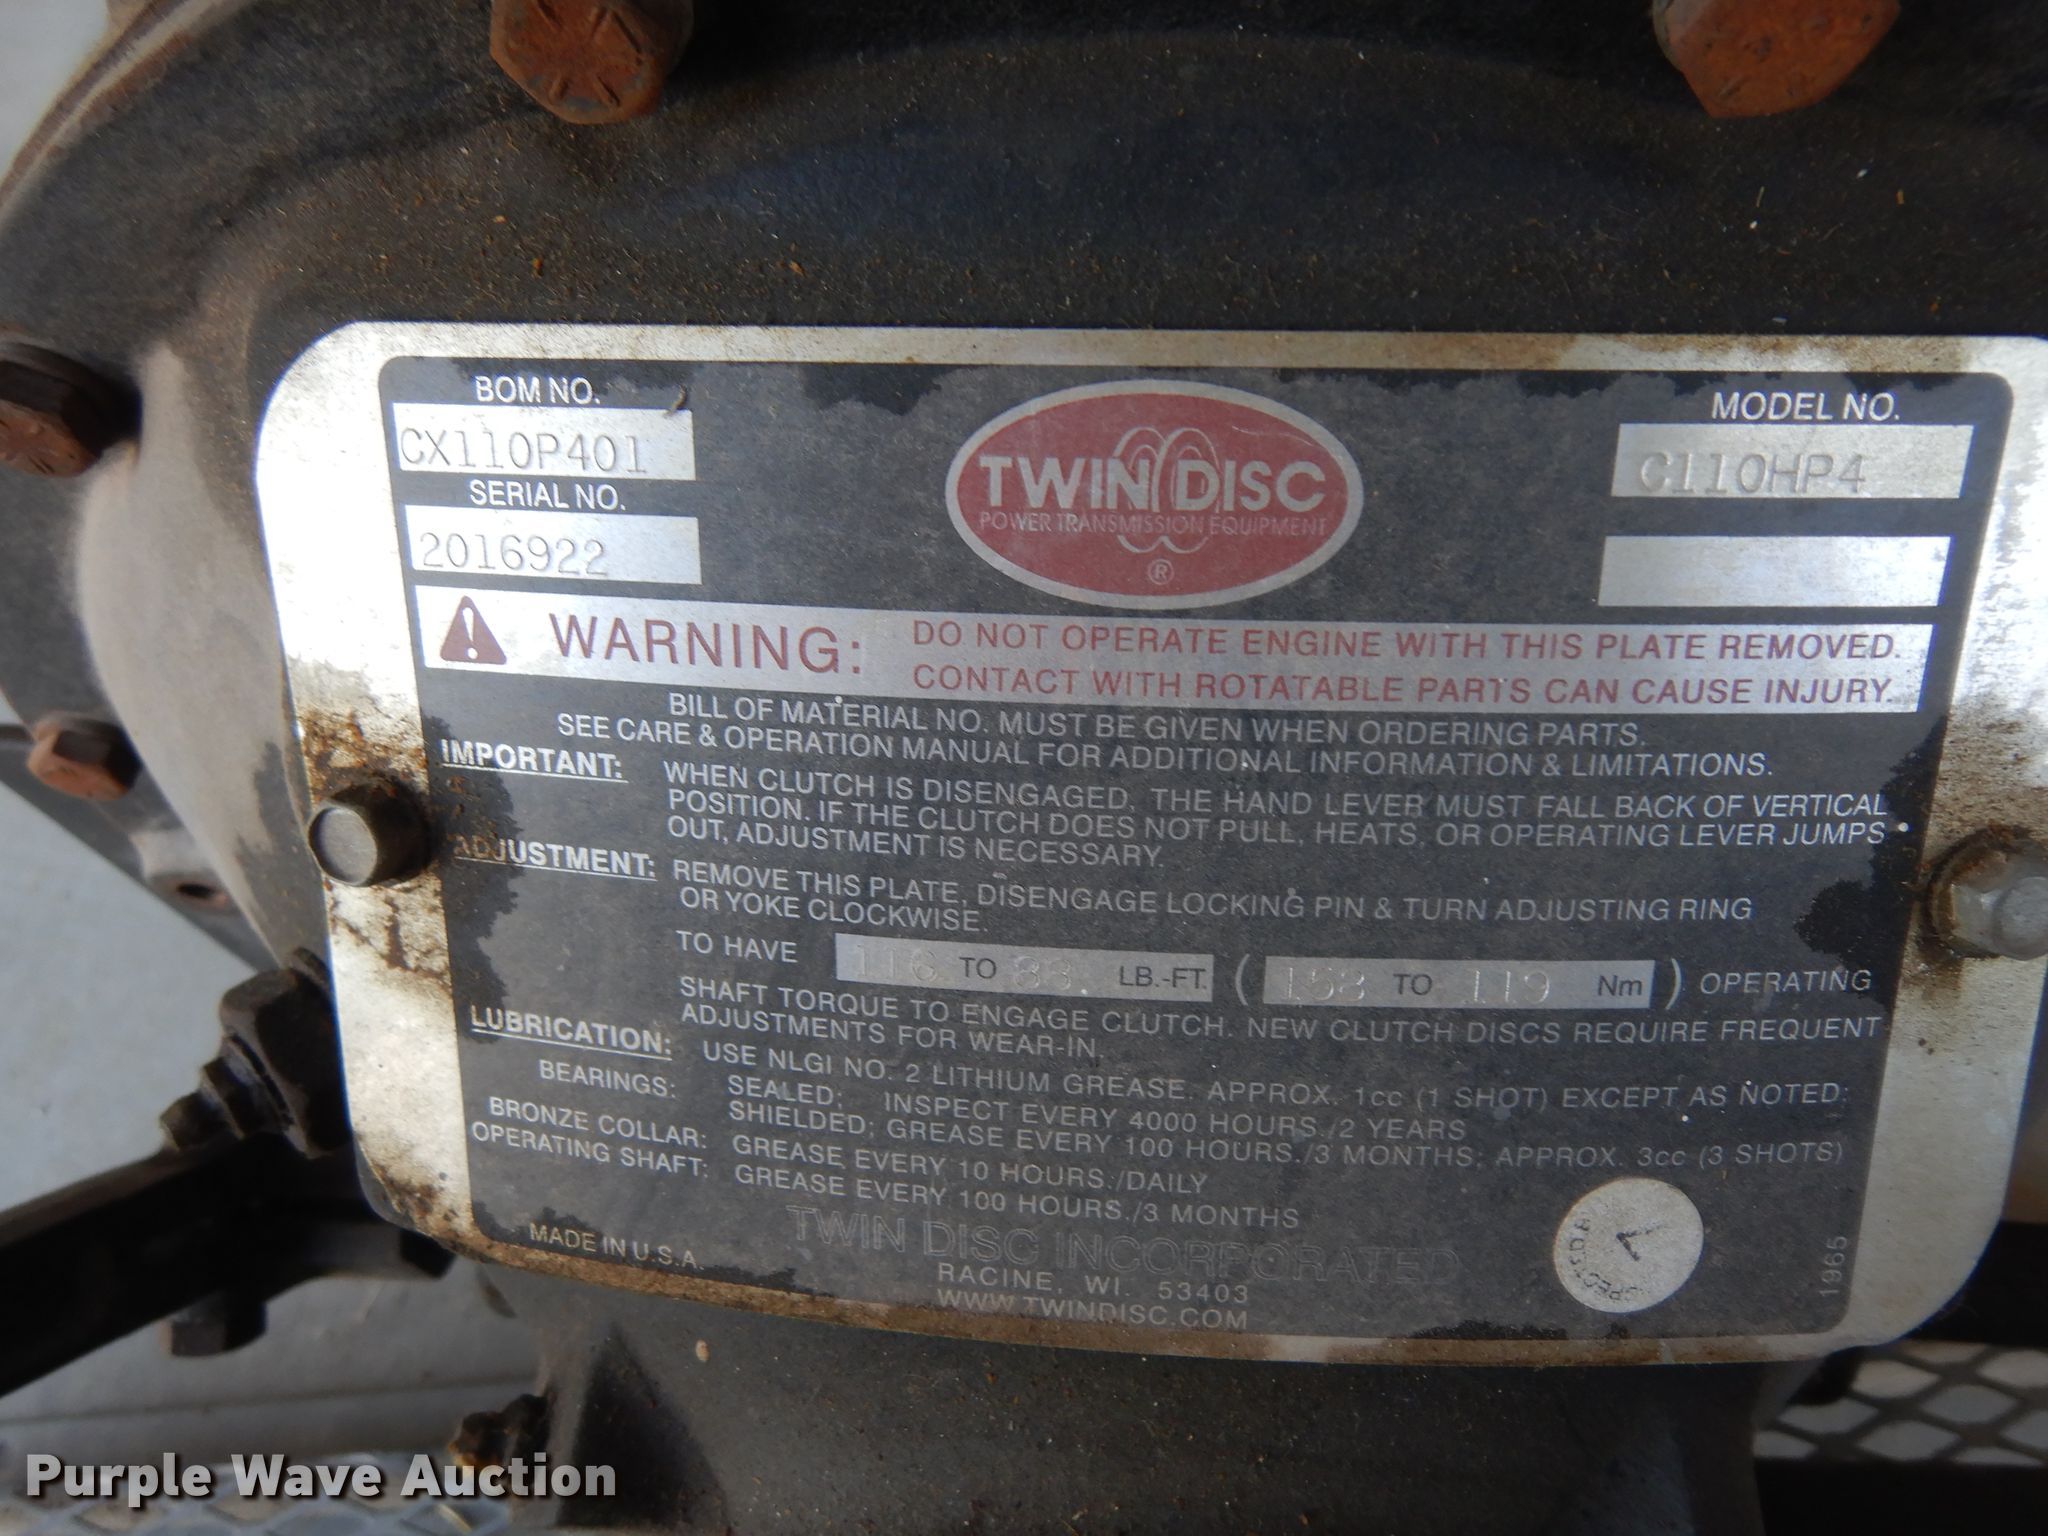 BOM NO.
CX110P401
SERIAL NO.
2016922
TWIN DISC
POWER TRANSMISSION EQUIPMENT
®
MODEL NO.
C110HP4
WARNING: DO NOT OPERATE ENGINE WITH THIS PLATE REMOVED.
CONTACT WITH ROTATABLE PARTS CAN CAUSE INJURY.
BILL OF MATERIAL NO. MUST BE GIVEN WHEN ORDERING PARTS.
SEE CARE & OPERATION MANUAL FOR ADDITIONAL INFORMATION & LIMITATIONS.
IMPORTANT: WHEN CLUTCH IS DISENGAGED, THE HAND LEVER MUST FALL BACK OF VERTICAL
POSITION. IF THE CLUTCH DOES NOT PULL, HEATS, OR OPERATING LEVER JUMPS
OUT, ADJUSTMENT IS NECESSARY.
ADJUSTMENT: REMOVE THIS PLATE, DISENGAGE LOCKING PIN & TURN ADJUSTING RING
OR YOKE CLOCKWISE.
TO HAVE TO LB.-FT. ( TO 119 Nm ) OPERATING
SHAFT TORQUE TO ENGAGE CLUTCH. NEW CLUTCH DISCS REQUIRE FREQUENT
ADJUSTMENTS FOR WEAR-IN.
LUBRICATION: USE NLGI NO. 2 LITHIUM GREASE. APPROX. 1cc (1 SHOT) EXCEPT AS NOTED:
BEARINGS: SEALED: INSPECT EVERY 4000 HOURS./2 YEARS
SHIELDED: GREASE EVERY 100 HOURS./3 MONTHS; APPROX. 3cc (3 SHOTS)
BRONZE COLLAR: GREASE EVERY 10 HOURS./DAILY
OPERATING SHAFT: GREASE EVERY 100 HOURS./3 MONTHS
TWIN DISC INCORPORATED
MADE IN U.S.A.
RACINE, WI. 53403
WWW.TWINDISC.COM
1965
Purple Wave Auction